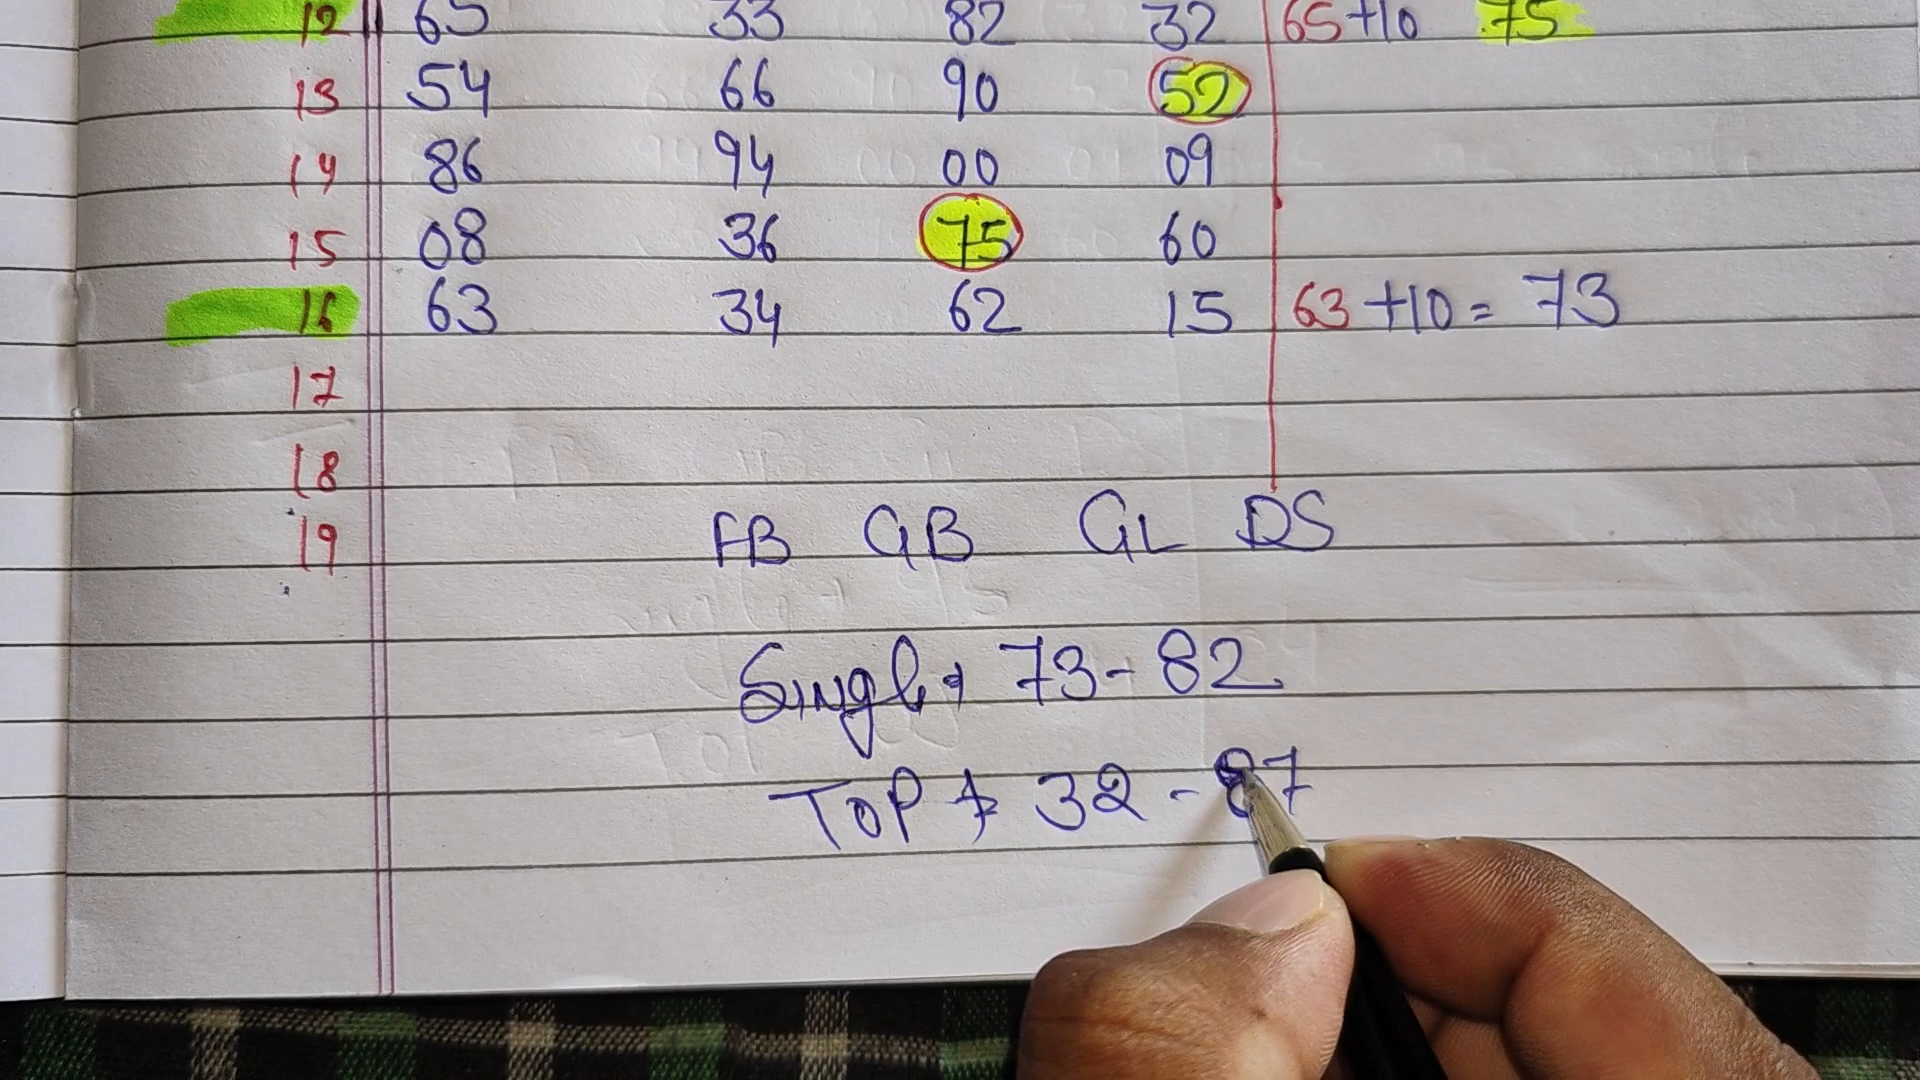 12 65 33 82 32 65+10 75
13 54 66 90 52
14 86 94 00 09
15 08 36 75 60
16 63 34 62 15 63+10= 73
17
18
19 FB GB GL DS
Single 73-82
TOP 32-87